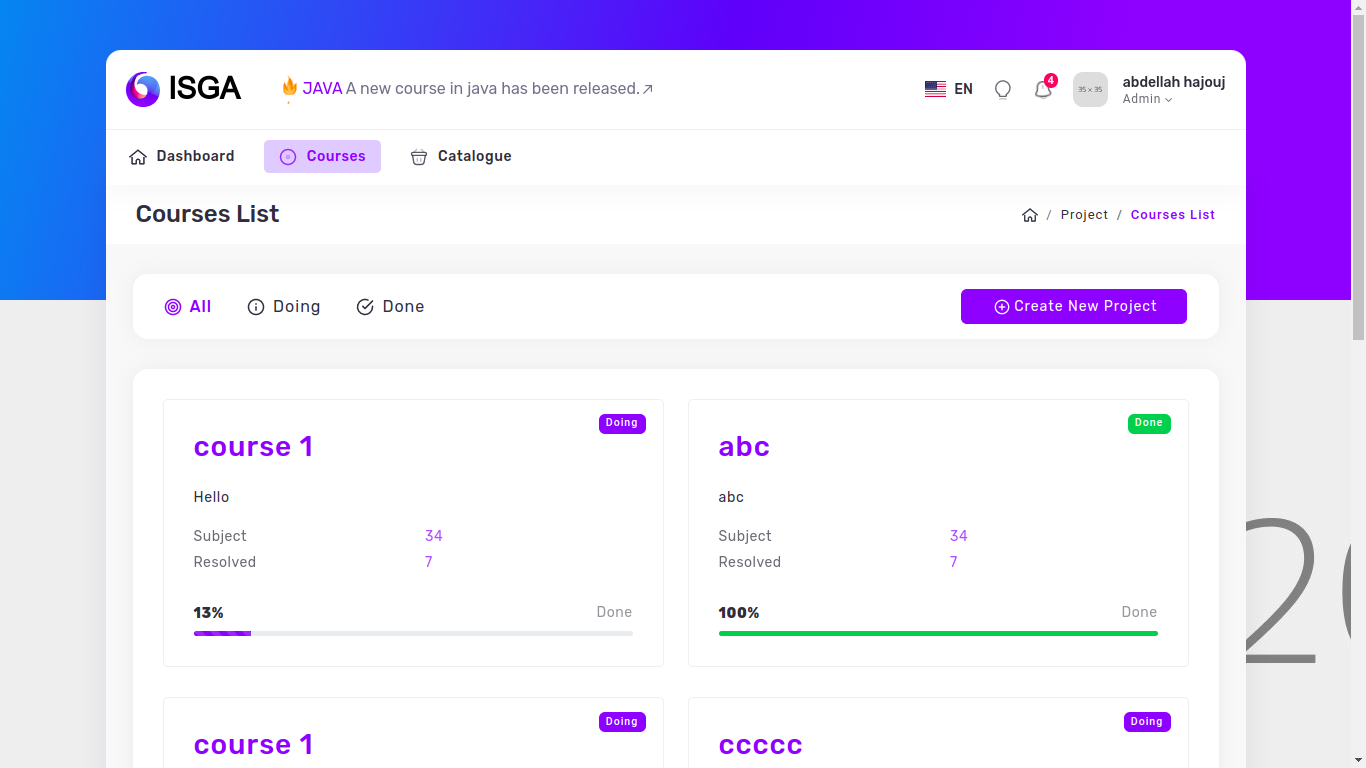 ISGA
JAVA A new course in java has been released.
EN
4
35 × 35
abdellah hajouj
Admin
Dashboard
Courses
Catalogue
Courses List
/ Project / Courses List
All
Doing
Done
Create New Project
Doing
course 1
Hello
Subject 34
Resolved 7
13% Done
Done
abc
abc
Subject 34
Resolved 7
100% Done
Doing
course 1
Doing
ccccc